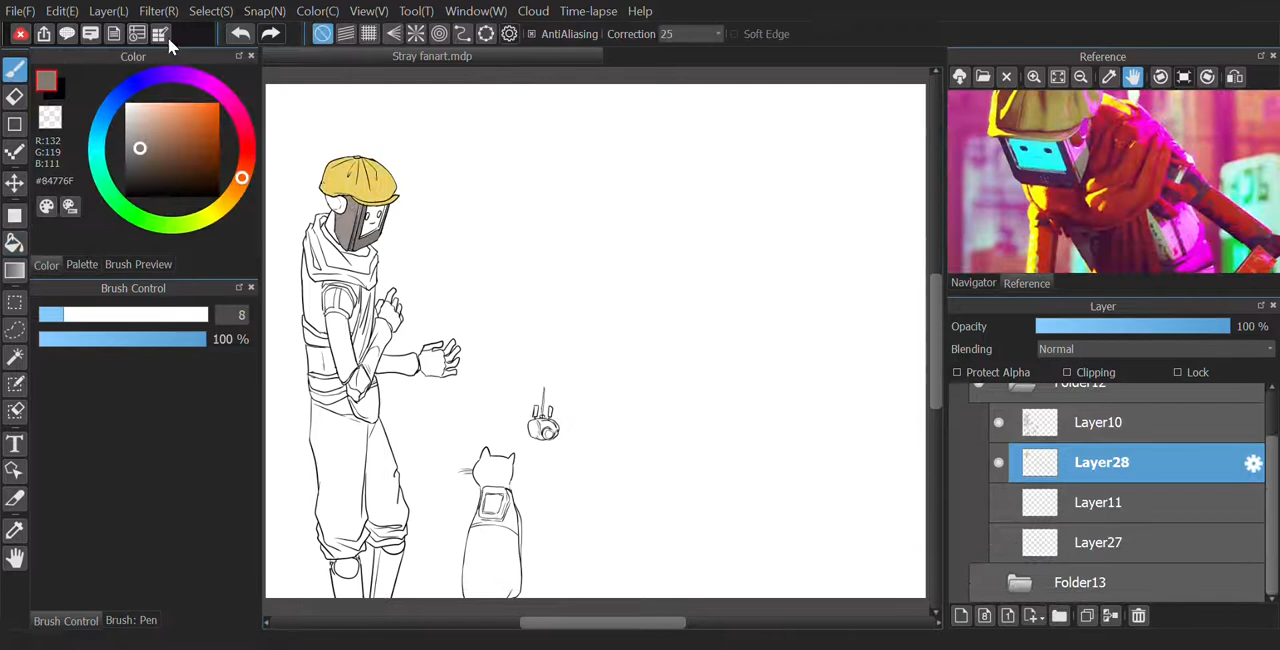 File(F) Edit(E) Layer(L) Filter(R) Select(S) Snap(N) Color(C) View(V) Tool(T) Window(W) Cloud Time-lapse Help
AntiAliasing Correction 25 Soft Edge
Color
Stray fanart.mdp
Reference
R:132
G:119
B:111
#84776F
Color Palette Brush Preview
Navigator Reference
Brush Control
Layer
8
Opacity 100 %
100 %
Blending Normal
Protect Alpha Clipping Lock
Folder12
Layer10
Layer28
Layer11
Layer27
Folder13
Brush Control Brush: Pen
T